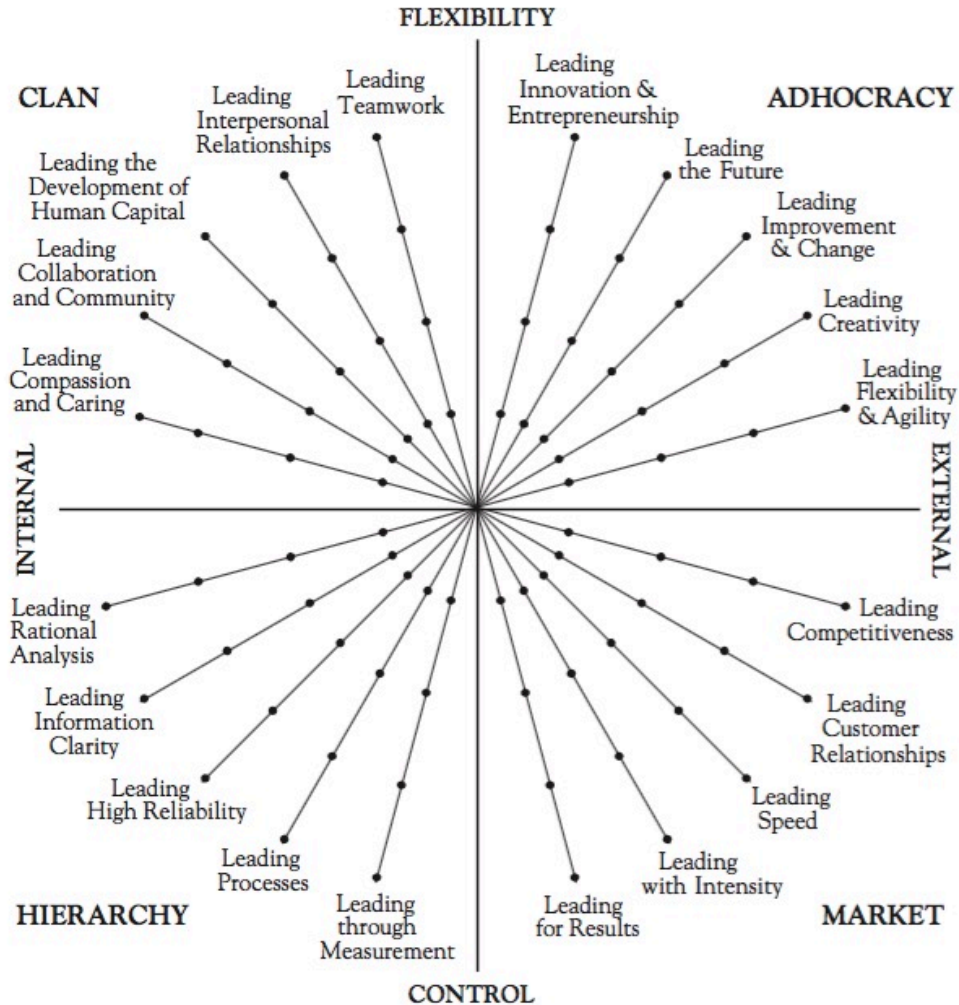 FLEXIBILITY
CLAN
ADHOCRACY
Leading
Teamwork
Leading
Interpersonal
Relationships
Leading the
Development of
Human Capital
Leading
Collaboration
and Community
Leading
Compassion
and Caring
Leading
Innovation &
Entrepreneurship
Leading
the Future
Leading
Improvement
& Change
Leading
Creativity
Leading
Flexibility
& Agility
INTERNAL
EXTERNAL
Leading
Rational
Analysis
Leading
Information
Clarity
Leading
High Reliability
Leading
Processes
Leading
through
Measurement
Leading
Competitiveness
Leading
Customer
Relationships
Leading
Speed
Leading
with Intensity
Leading
for Results
HIERARCHY
MARKET
CONTROL